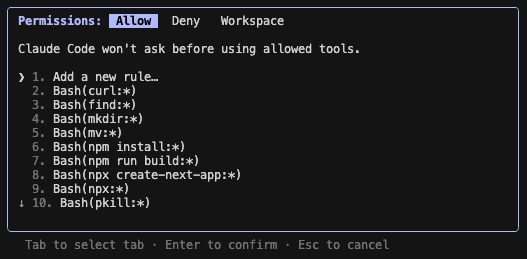 Permissions: Allow Deny Workspace
Claude Code won't ask before using allowed tools.
❯ 1. Add a new rule…
2. Bash(curl:*)
3. Bash(find:*)
4. Bash(mkdir:*)
5. Bash(mv:*)
6. Bash(npm install:*)
7. Bash(npm run build:*)
8. Bash(npx create-next-app:*)
9. Bash(npx:*)
↓ 10. Bash(pkill:*)
Tab to select tab · Enter to confirm · Esc to cancel